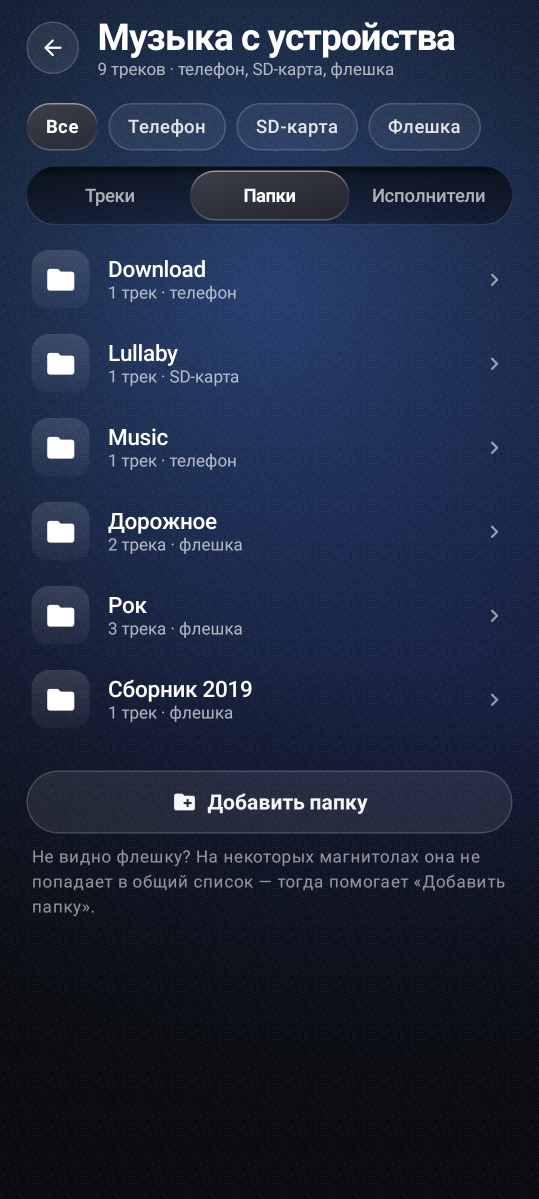 Музыка с устройства
9 треков · телефон, SD-карта, флешка
Все Телефон SD-карта Флешка
Треки Папки Исполнители
Download
1 трек · телефон
Lullaby
1 трек · SD-карта
Music
1 трек · телефон
Дорожное
2 трека · флешка
Рок
3 трека · флешка
Сборник 2019
1 трек · флешка
Добавить папку
Не видно флешку? На некоторых магнитолах она не
попадает в общий список — тогда помогает «Добавить
папку».